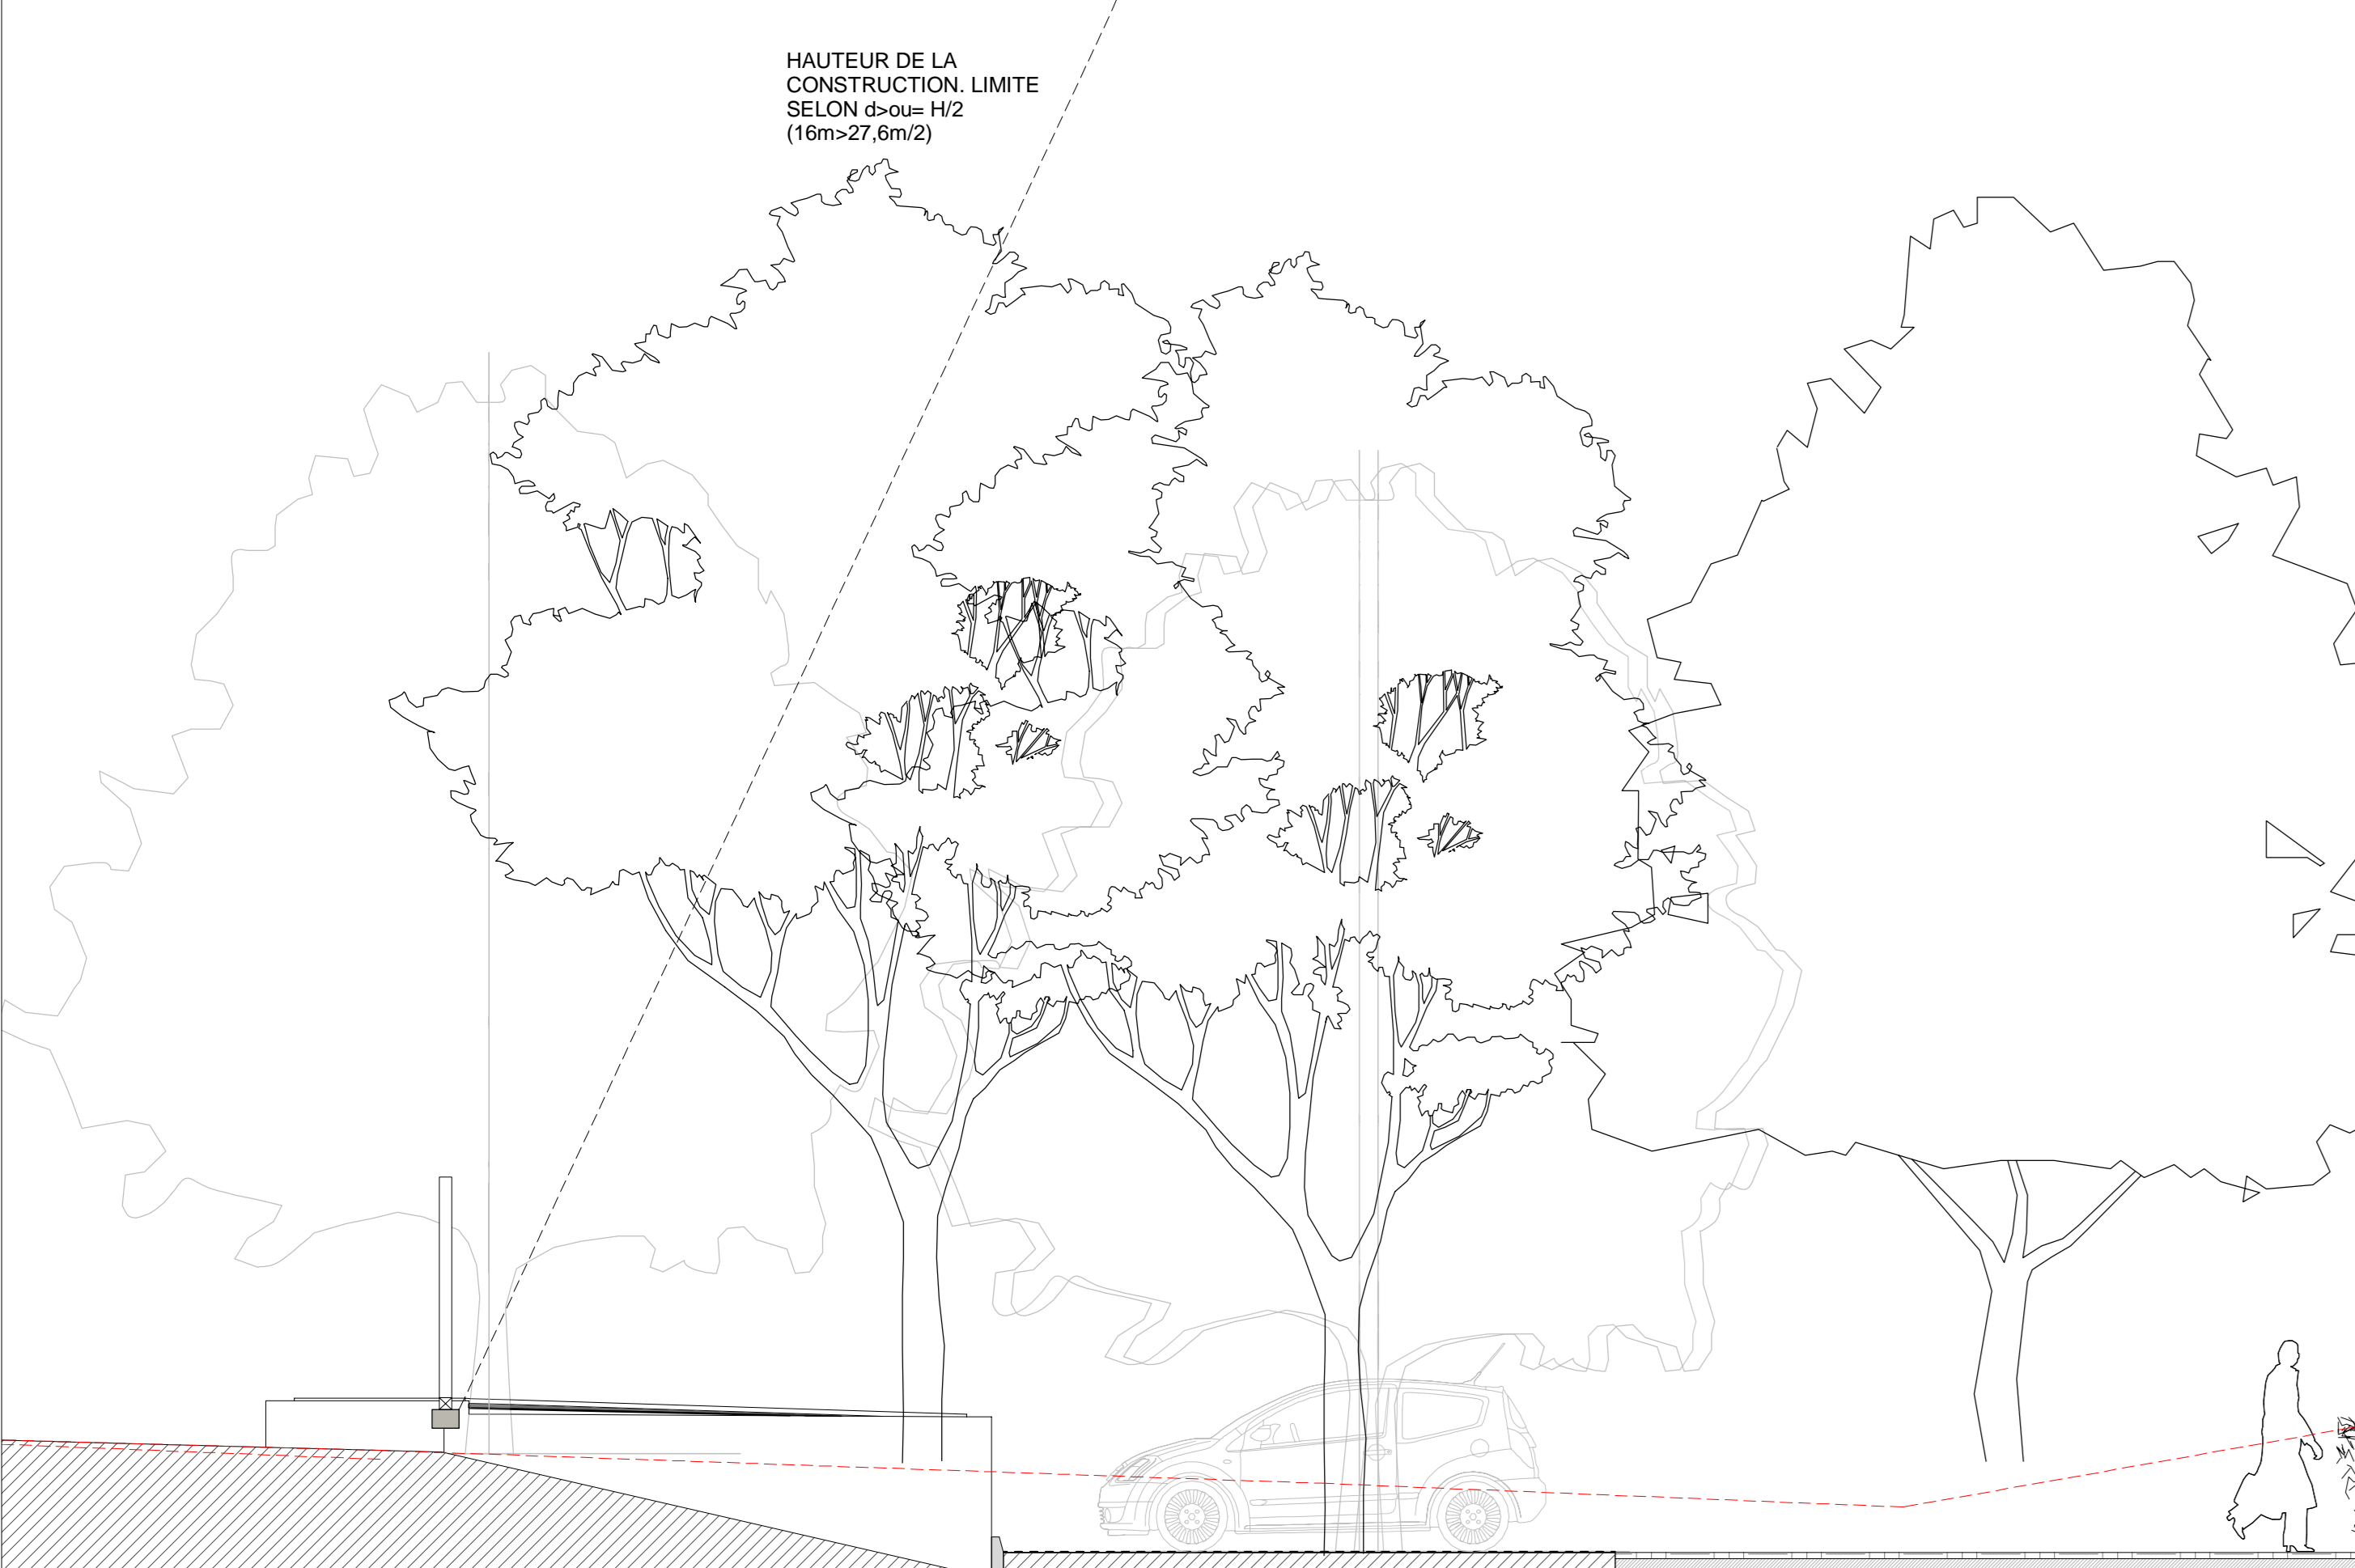 HAUTEUR DE LA
CONSTRUCTION. LIMITE
SELON d>ou= H/2
(16m>27,6m/2)